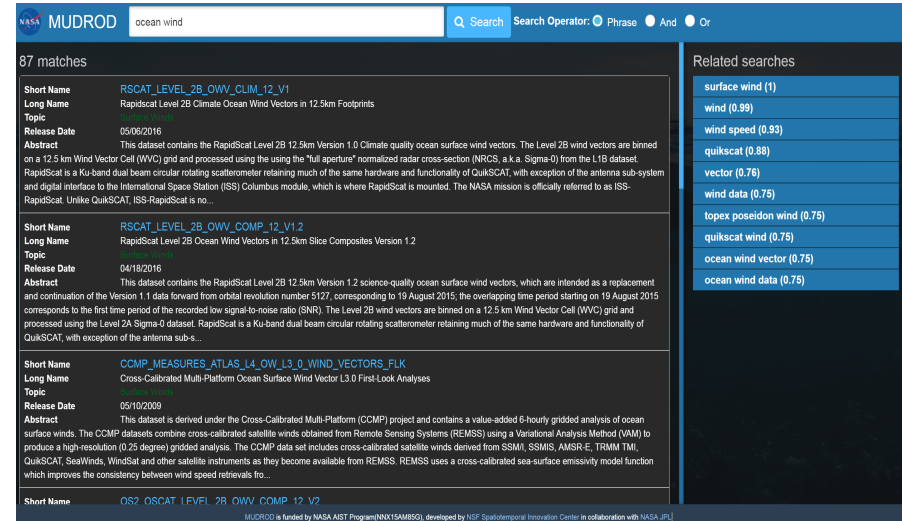 NASA MUDROD ocean wind Search Search Operator: Phrase And Or
87 matches
Short Name RSCAT_LEVEL_2B_OWV_CLIM_12_V1
Long Name Rapidscat Level 2B Climate Ocean Wind Vectors in 12.5km Footprints
Topic Surface Winds
Release Date 05/06/2016
Abstract This dataset contains the RapidScat Level 2B 12.5km Version 1.0 Climate quality ocean surface wind vectors. The Level 2B wind vectors are binned
on a 12.5 km Wind Vector Cell (WVC) grid and processed using the using the "full aperture" normalized radar cross-section (NRCS, a.k.a. Sigma-0) from the L1B dataset.
RapidScat is a Ku-band dual beam circular rotating scatterometer retaining much of the same hardware and functionality of QuikSCAT, with exception of the antenna sub-system
and digital interface to the International Space Station (ISS) Columbus module, which is where RapidScat is mounted. The NASA mission is officially referred to as ISS-
RapidScat. Unlike QuikSCAT, ISS-RapidScat is no...
Short Name RSCAT_LEVEL_2B_OWV_COMP_12_V1.2
Long Name RapidScat Level 2B Ocean Wind Vectors in 12.5km Slice Composites Version 1.2
Topic Surface Winds
Release Date 04/18/2016
Abstract This dataset contains the RapidScat Level 2B 12.5km Version 1.2 science-quality ocean surface wind vectors, which are intended as a replacement
and continuation of the Version 1.1 data forward from orbital revolution number 5127, corresponding to 19 August 2015; the overlapping time period starting on 19 August 2015
corresponds to the first time period of the recorded low signal-to-noise ratio (SNR). The Level 2B wind vectors are binned on a 12.5 km Wind Vector Cell (WVC) grid and
processed using the Level 2A Sigma-0 dataset. RapidScat is a Ku-band dual beam circular rotating scatterometer retaining much of the same hardware and functionality of
QuikSCAT, with exception of the antenna sub-s...
Short Name CCMP_MEASURES_ATLAS_L4_OW_L3_0_WIND_VECTORS_FLK
Long Name Cross-Calibrated Multi-Platform Ocean Surface Wind Vector L3.0 First-Look Analyses
Topic Surface Winds
Release Date 05/10/2009
Abstract This dataset is derived under the Cross-Calibrated Multi-Platform (CCMP) project and contains a value-added 6-hourly gridded analysis of ocean
surface winds. The CCMP datasets combine cross-calibrated satellite winds obtained from Remote Sensing Systems (REMSS) using a Variational Analysis Method (VAM) to
produce a high-resolution (0.25 degree) gridded analysis. The CCMP data set includes cross-calibrated satellite winds derived from SSM/I, SSMIS, AMSR-E, TRMM TMI,
QuikSCAT, SeaWinds, WindSat and other satellite instruments as they become available from REMSS. REMSS uses a cross-calibrated sea-surface emissivity model function
which improves the consistency between wind speed retrievals fro...
Short Name OS2_OSCAT_LEVEL_2B_OWV_COMP_12_V2
Related searches
surface wind (1)
wind (0.99)
wind speed (0.93)
quikscat (0.88)
vector (0.76)
wind data (0.75)
topex poseidon wind (0.75)
quikscat wind (0.75)
ocean wind vector (0.75)
ocean wind data (0.75)
MUDROD is funded by NASA AIST Program(NNX15AM85G), developed by NSF Spatiotemporal Innovation Center in collaboration with NASA JPL